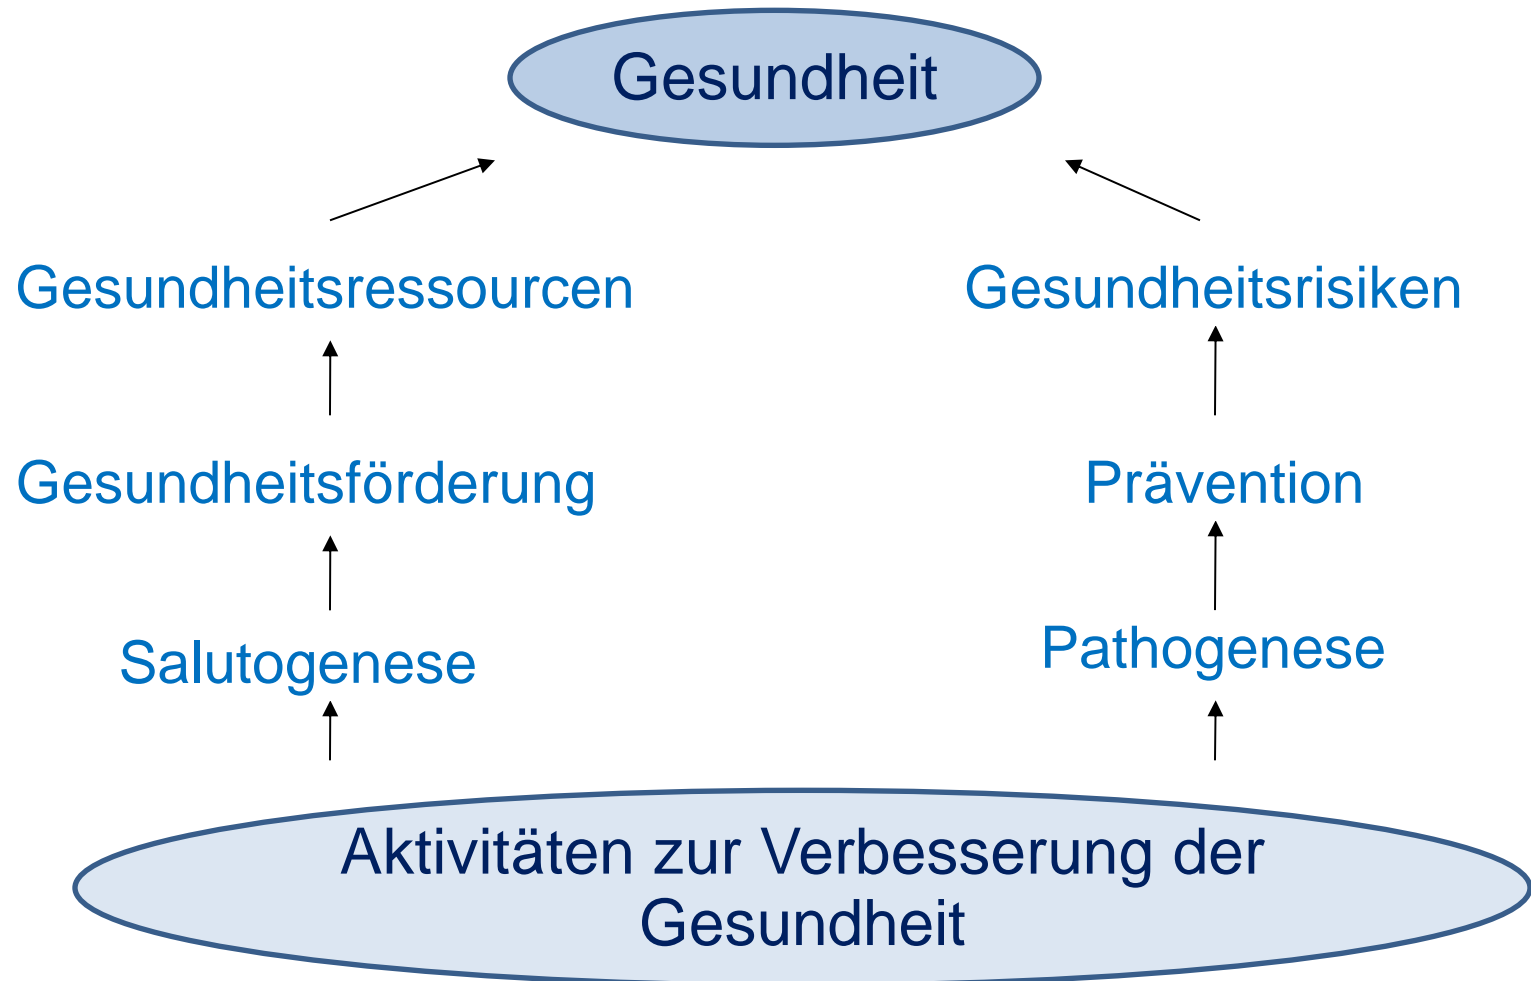 Gesundheit
Gesundheitsressourcen
Gesundheitsrisiken
Gesundheitsförderung
Prävention
Salutogenese
Pathogenese
Aktivitäten zur Verbesserung der
Gesundheit